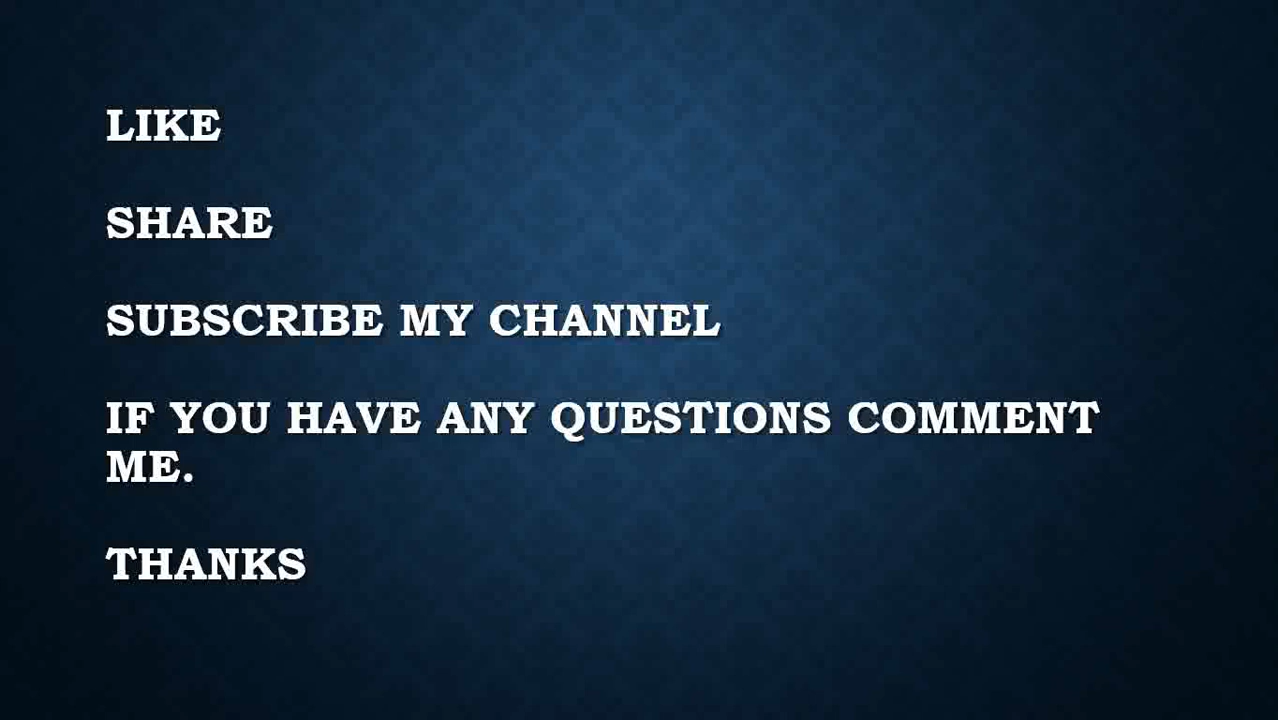 LIKE
SHARE
SUBSCRIBE MY CHANNEL
IF YOU HAVE ANY QUESTIONS COMMENT
ME.
THANKS